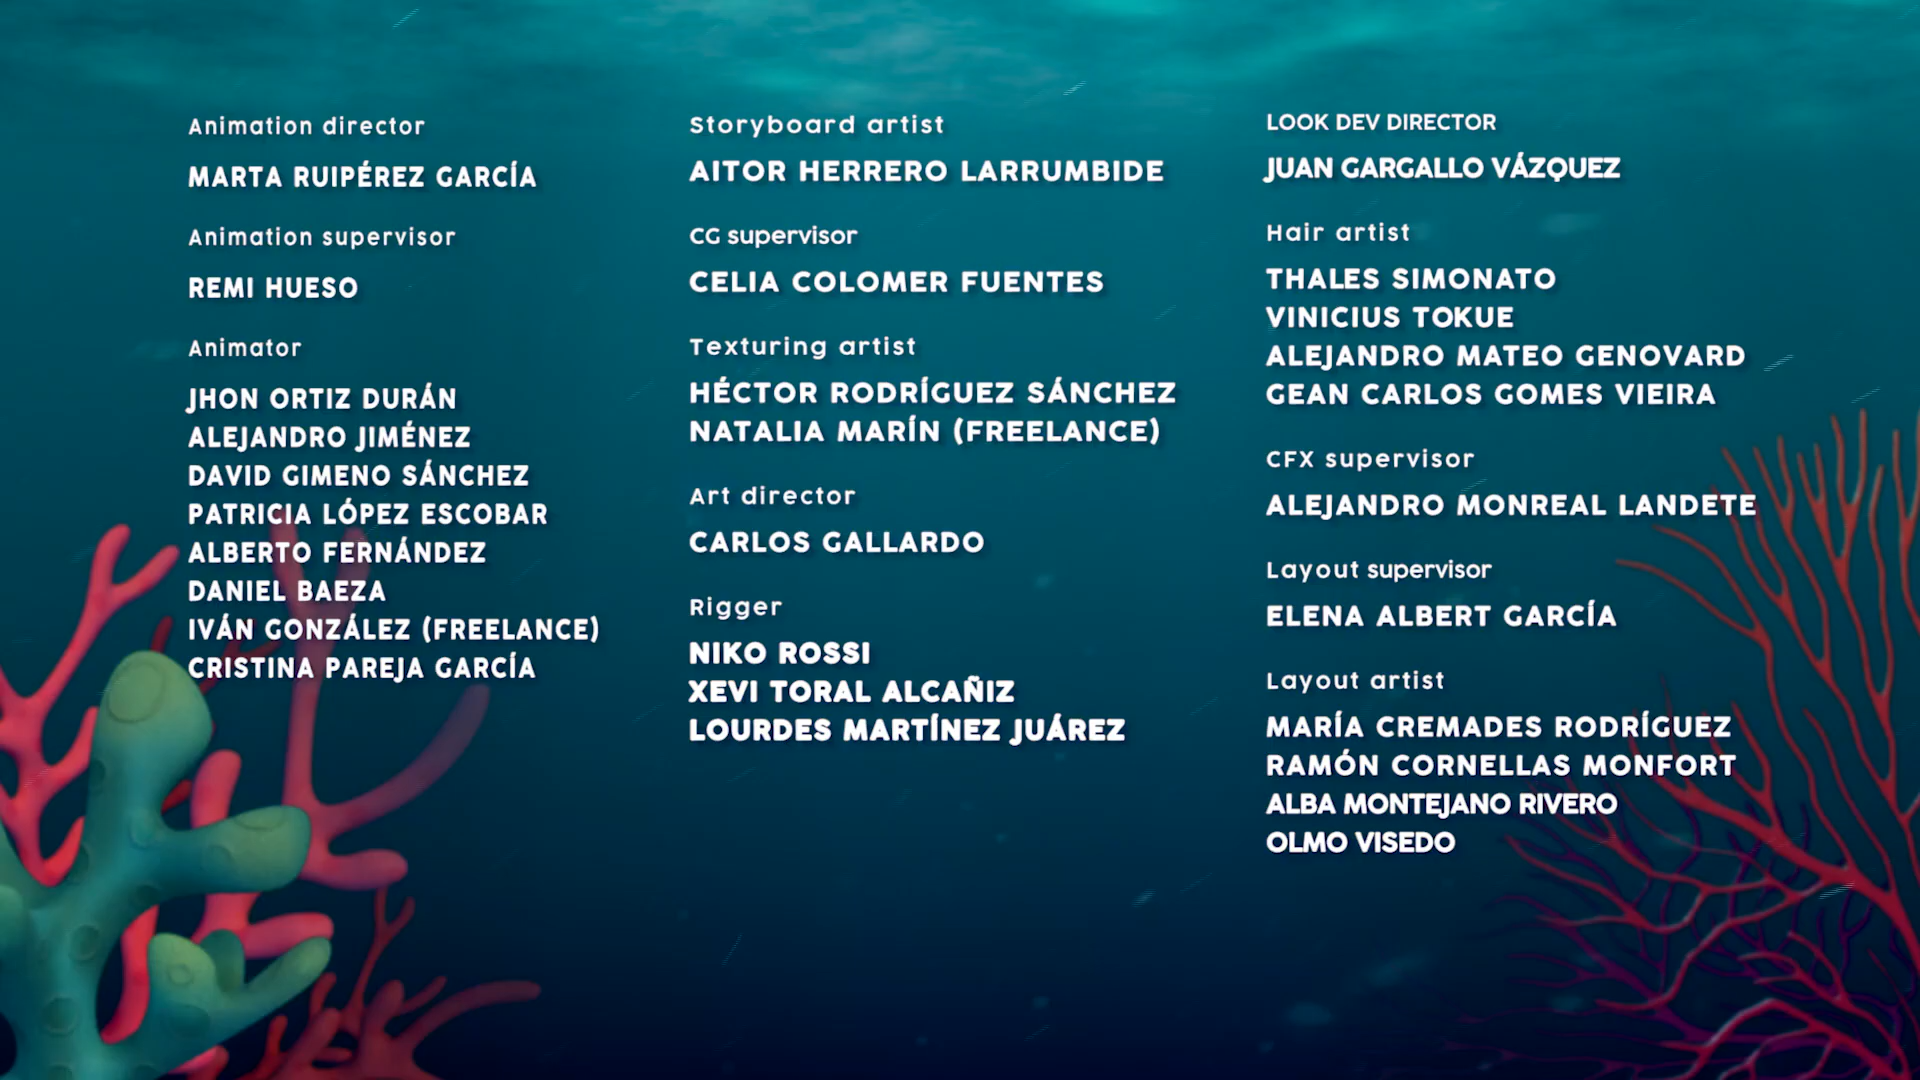 Animation director
MARTA RUIPÉREZ GARCÍA
Animation supervisor
REMI HUESO
Animator
JHON ORTIZ DURÁN
ALEJANDRO JIMÉNEZ
DAVID GIMENO SÁNCHEZ
PATRICIA LÓPEZ ESCOBAR
ALBERTO FERNÁNDEZ
DANIEL BAEZA
IVÁN GONZÁLEZ (FREELANCE)
CRISTINA PAREJA GARCÍA
Storyboard artist
AITOR HERRERO LARRUMBIDE
CG supervisor
CELIA COLOMER FUENTES
Texturing artist
HÉCTOR RODRÍGUEZ SÁNCHEZ
NATALIA MARÍN (FREELANCE)
Art director
CARLOS GALLARDO
Rigger
NIKO ROSSI
XEVI TORAL ALCAÑIZ
LOURDES MARTÍNEZ JUÁREZ
LOOK DEV DIRECTOR
JUAN GARGALLO VÁZQUEZ
Hair artist
THALES SIMONATO
VINICIUS TOKUE
ALEJANDRO MATEO GENOVARD
GEAN CARLOS GOMES VIEIRA
CFX supervisor
ALEJANDRO MONREAL LANDETE
Layout supervisor
ELENA ALBERT GARCÍA
Layout artist
MARÍA CREMADES RODRÍGUEZ
RAMÓN CORNELLAS MONFORT
ALBA MONTEJANO RIVERO
OLMO VISEDO